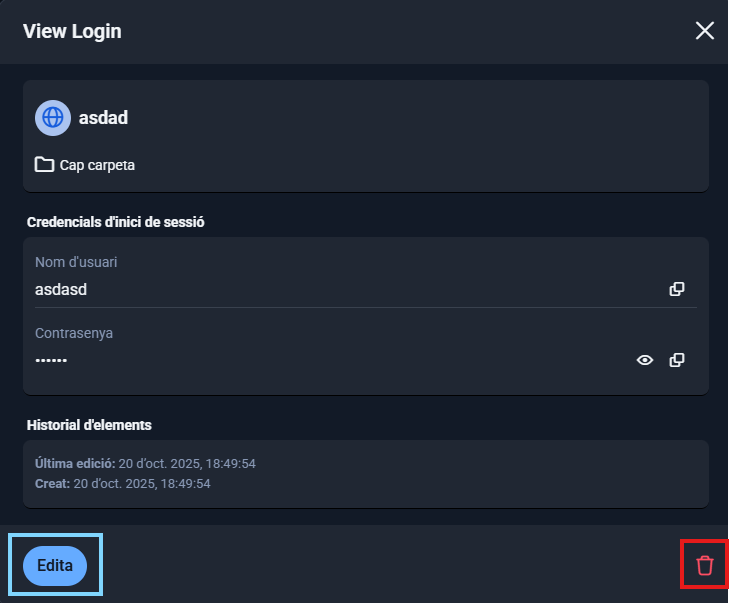 View Login
asdad
Cap carpeta
Credencials d'inici de sessió
Nom d'usuari
asdasd
Contrasenya
••••••
Historial d'elements
Última edició: 20 d’oct. 2025, 18:49:54
Creat: 20 d’oct. 2025, 18:49:54
Edita